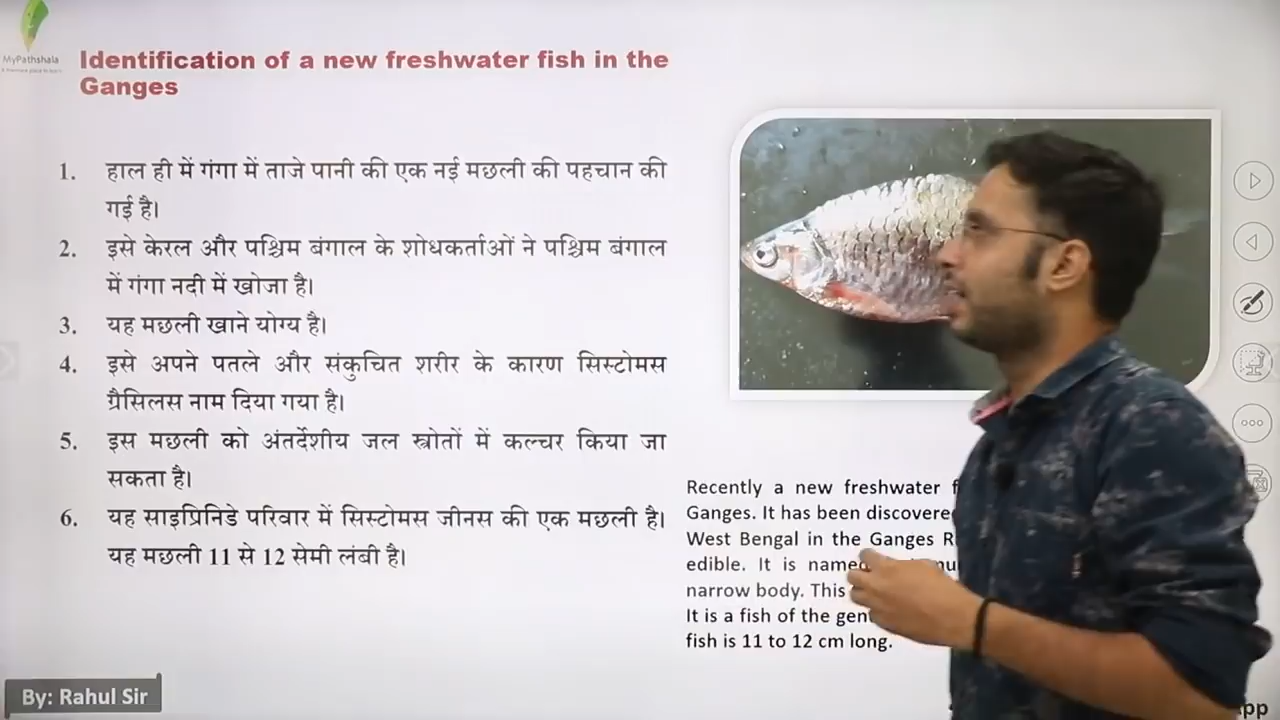 MyPathshala
Identification of a new freshwater fish in the
Ganges
1. हाल ही में गंगा में ताजे पानी की एक नई मछली की पहचान की
गई है।
2. इसे केरल और पश्चिम बंगाल के शोधकर्ताओं ने पश्चिम बंगाल
में गंगा नदी में खोजा है।
3. यह मछली खाने योग्य है।
4. इसे अपने पतले और संकुचित शरीर के कारण सिस्टोमस
ग्रैसिलस नाम दिया गया है।
5. इस मछली को अंतर्देशीय जल स्त्रोतों में कल्चर किया जा
सकता है।
6. यह साइप्रिनिडे परिवार में सिस्टोमस जीनस की एक मछली है।
यह मछली 11 से 12 सेमी लंबी है।
Recently a new freshwater
Ganges. It has been discovered
West Bengal in the Ganges
edible. It is named
narrow body. This
It is a fish of the
fish is 11 to 12 cm long.
By: Rahul Sir